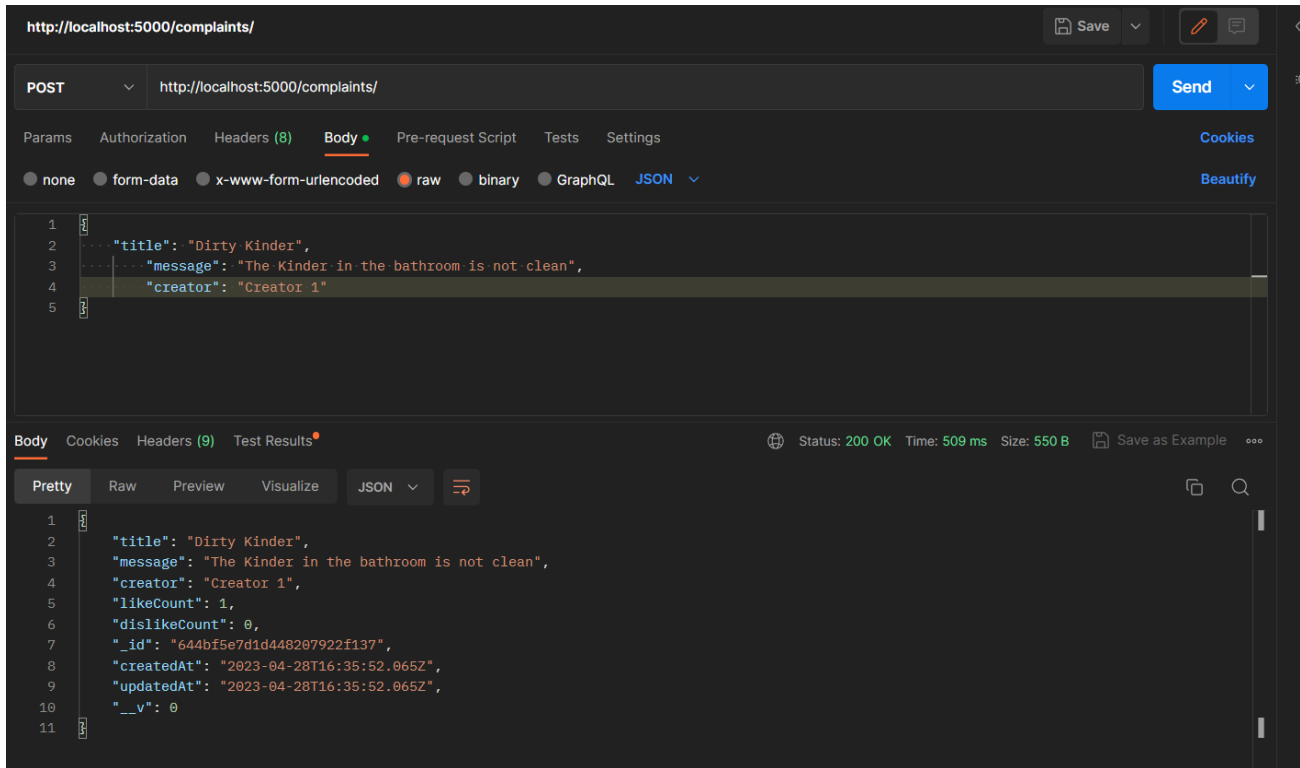 http://localhost:5000/complaints/ Save
POST http://localhost:5000/complaints/ Send
Params Authorization Headers (8) Body Pre-request Script Tests Settings Cookies
none form-data x-www-form-urlencoded raw binary GraphQL JSON Beautify
1 {
2 "title": "Dirty Kinder",
3 "message": "The Kinder in the bathroom is not clean",
4 "creator": "Creator 1"
5 }
Body Cookies Headers (9) Test Results Status: 200 OK Time: 509 ms Size: 550 B Save as Example
Pretty Raw Preview Visualize JSON
1 {
2 "title": "Dirty Kinder",
3 "message": "The Kinder in the bathroom is not clean",
4 "creator": "Creator 1",
5 "likeCount": 1,
6 "dislikeCount": 0,
7 "_id": "644bf5e7d1d448207922f137",
8 "createdAt": "2023-04-28T16:35:52.065Z",
9 "updatedAt": "2023-04-28T16:35:52.065Z",
10 "__v": 0
11 }